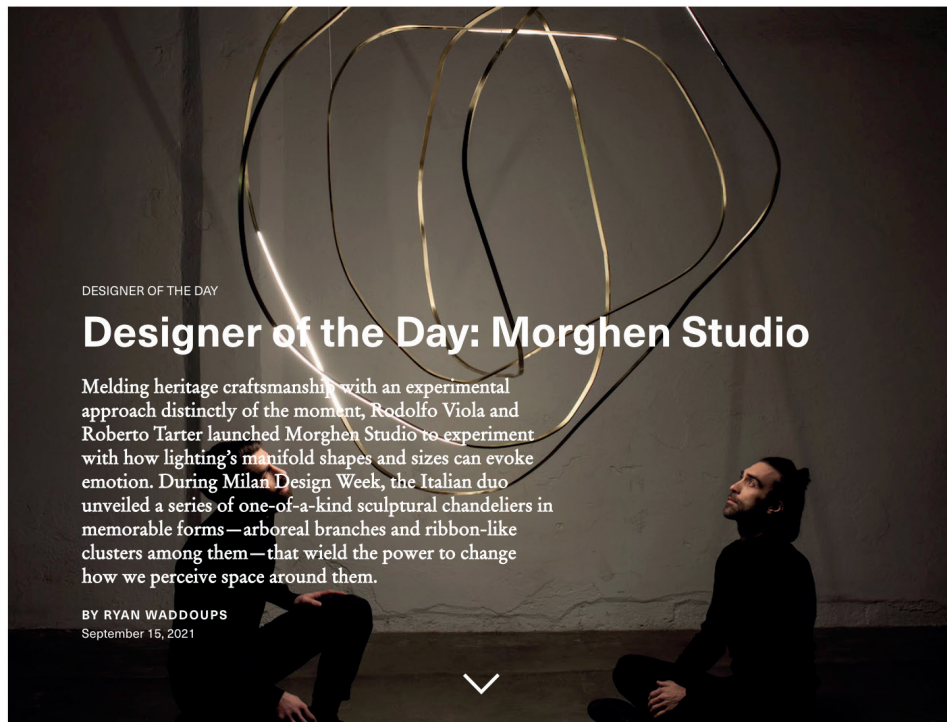 DESIGNER OF THE DAY
Designer of the Day: Morghen Studio
Melding heritage craftsmanship with an experimental
approach distinctly of the moment, Rodolfo Viola and
Roberto Tarter launched Morghen Studio to experiment
with how lighting’s manifold shapes and sizes can evoke
emotion. During Milan Design Week, the Italian duo
unveiled a series of one-of-a-kind sculptural chandeliers in
memorable forms—arboreal branches and ribbon-like
clusters among them—that wield the power to change
how we perceive space around them.
BY RYAN WADDOUPS
September 15, 2021